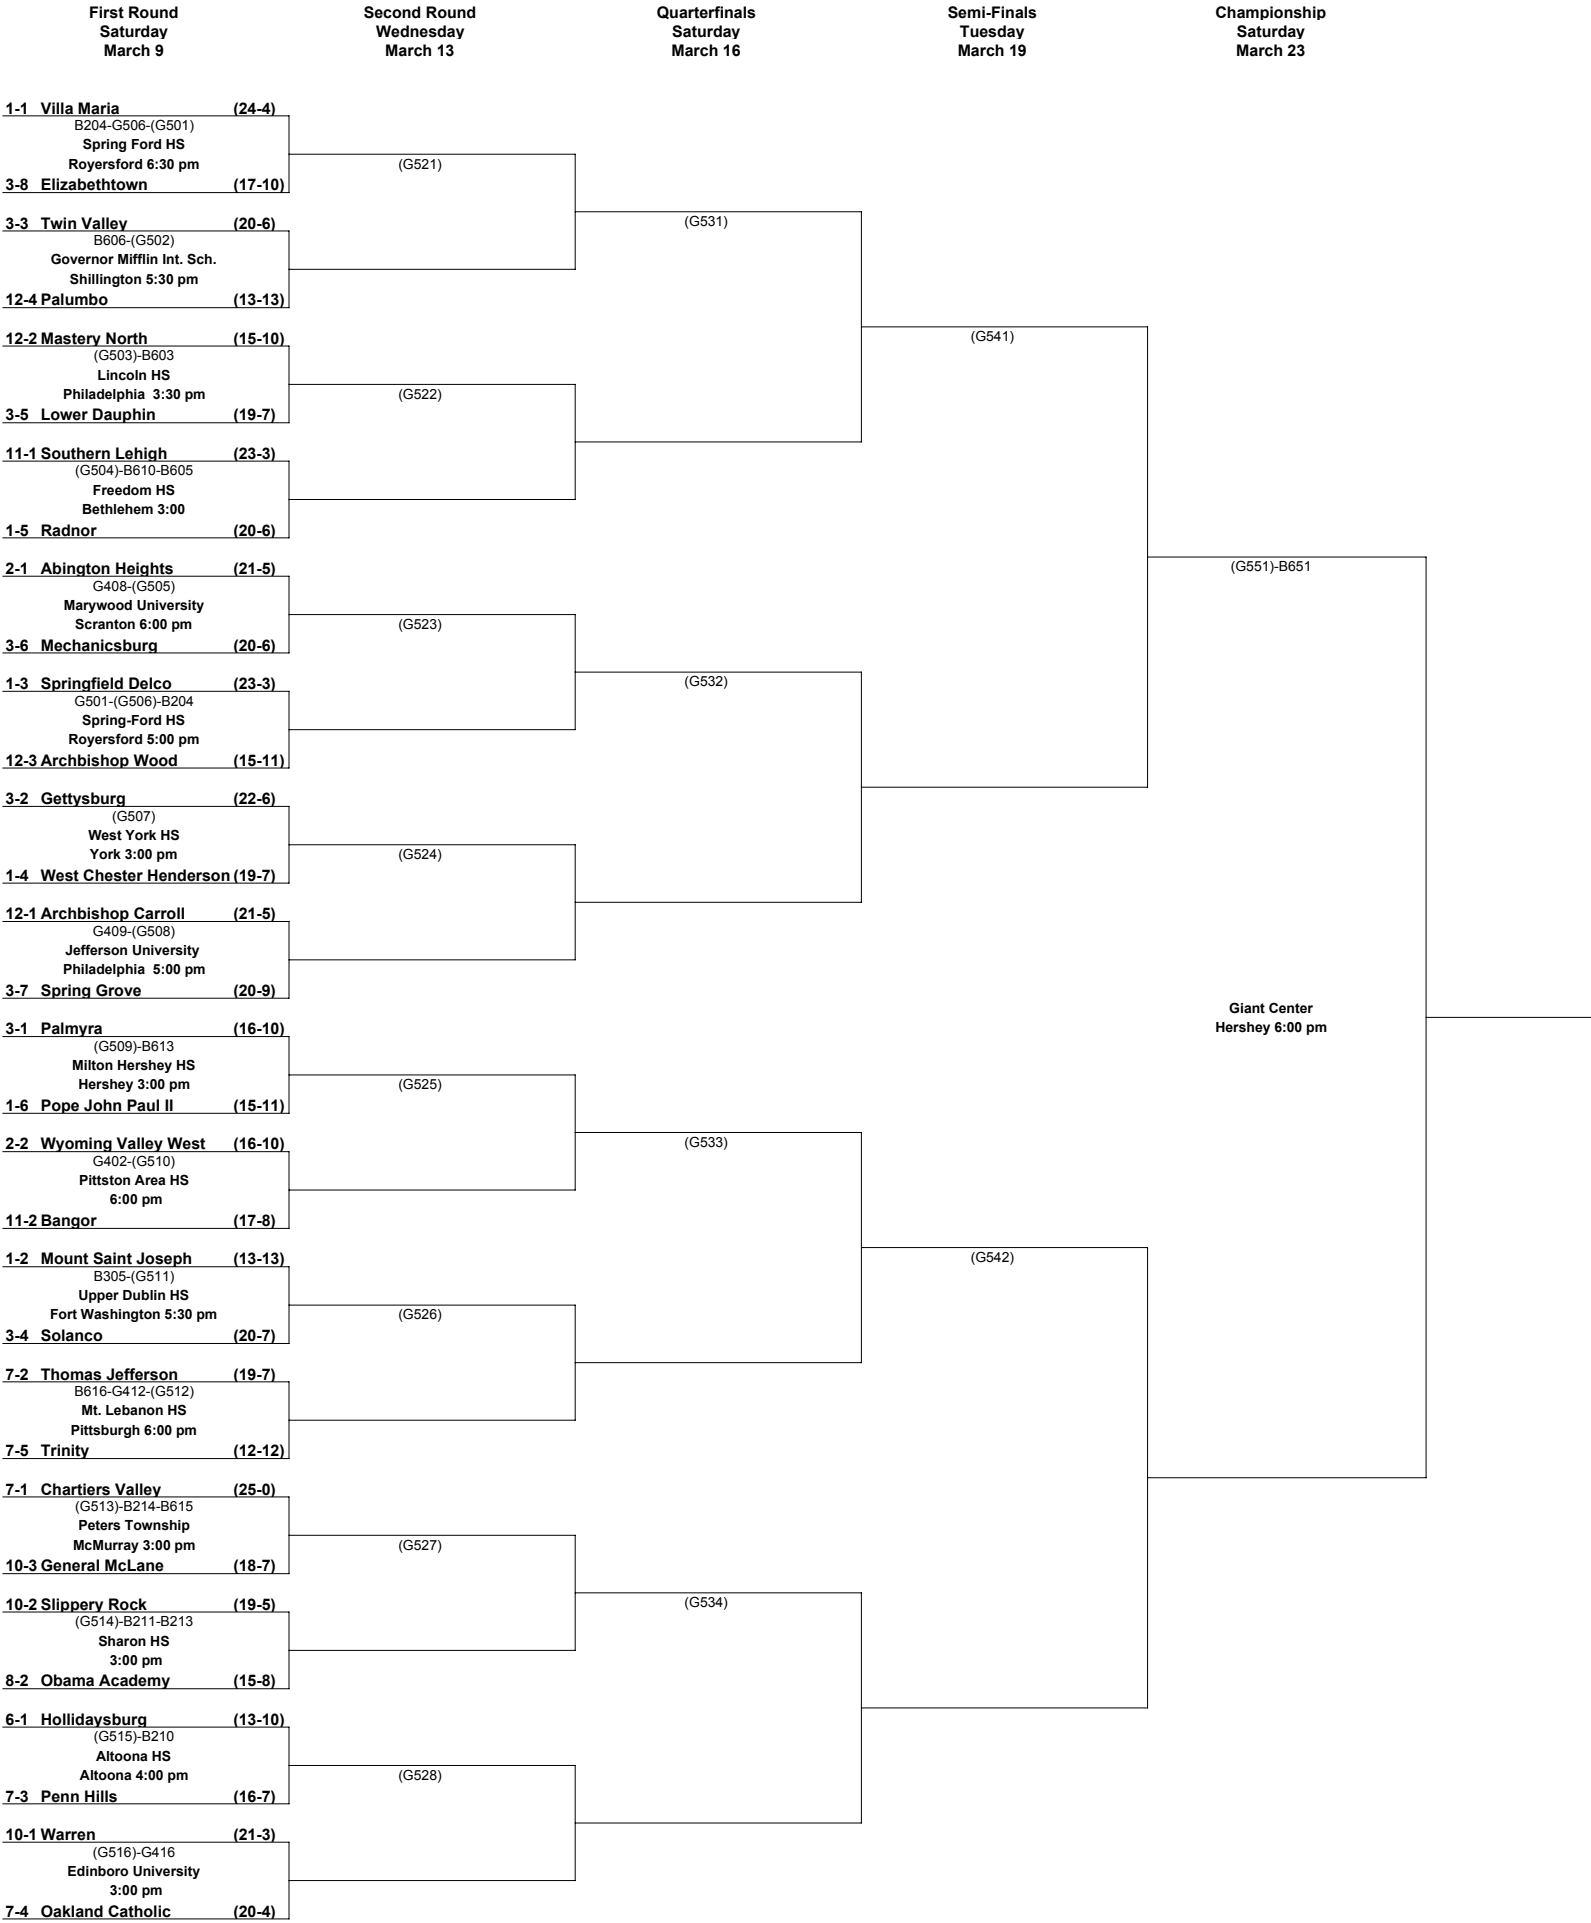 First Round
Saturday
March 9
Second Round
Wednesday
March 13
Quarterfinals
Saturday
March 16
Semi-Finals
Tuesday
March 19
Championship
Saturday
March 23
1-1 Villa Maria (24-4)
B204-G506-(G501)
Spring Ford HS
Royersford 6:30 pm
3-8 Elizabethtown (17-10)
(G521)
3-3 Twin Valley (20-6)
B606-(G502)
Governor Mifflin Int. Sch.
Shillington 5:30 pm
12-4 Palumbo (13-13)
(G531)
12-2 Mastery North (15-10)
(G503)-B603
Lincoln HS
Philadelphia 3:30 pm
3-5 Lower Dauphin (19-7)
(G522)
11-1 Southern Lehigh (23-3)
(G504)-B610-B605
Freedom HS
Bethlehem 3:00
1-5 Radnor (20-6)
(G541)
2-1 Abington Heights (21-5)
G408-(G505)
Marywood University
Scranton 6:00 pm
3-6 Mechanicsburg (20-6)
(G523)
1-3 Springfield Delco (23-3)
G501-(G506)-B204
Spring-Ford HS
Royersford 5:00 pm
12-3 Archbishop Wood (15-11)
(G532)
3-2 Gettysburg (22-6)
(G507)
West York HS
York 3:00 pm
1-4 West Chester Henderson (19-7)
(G524)
12-1 Archbishop Carroll (21-5)
G409-(G508)
Jefferson University
Philadelphia 5:00 pm
3-7 Spring Grove (20-9)
(G551)-B651
Giant Center
Hershey 6:00 pm
3-1 Palmyra (16-10)
(G509)-B613
Milton Hershey HS
Hershey 3:00 pm
1-6 Pope John Paul II (15-11)
(G525)
2-2 Wyoming Valley West (16-10)
G402-(G510)
Pittston Area HS
6:00 pm
11-2 Bangor (17-8)
(G533)
1-2 Mount Saint Joseph (13-13)
B305-(G511)
Upper Dublin HS
Fort Washington 5:30 pm
3-4 Solanco (20-7)
(G526)
7-2 Thomas Jefferson (19-7)
B616-G412-(G512)
Mt. Lebanon HS
Pittsburgh 6:00 pm
7-5 Trinity (12-12)
(G542)
7-1 Chartiers Valley (25-0)
(G513)-B214-B615
Peters Township
McMurray 3:00 pm
10-3 General McLane (18-7)
(G527)
10-2 Slippery Rock (19-5)
(G514)-B211-B213
Sharon HS
3:00 pm
8-2 Obama Academy (15-8)
(G534)
6-1 Hollidaysburg (13-10)
(G515)-B210
Altoona HS
Altoona 4:00 pm
7-3 Penn Hills (16-7)
(G528)
10-1 Warren (21-3)
(G516)-G416
Edinboro University
3:00 pm
7-4 Oakland Catholic (20-4)